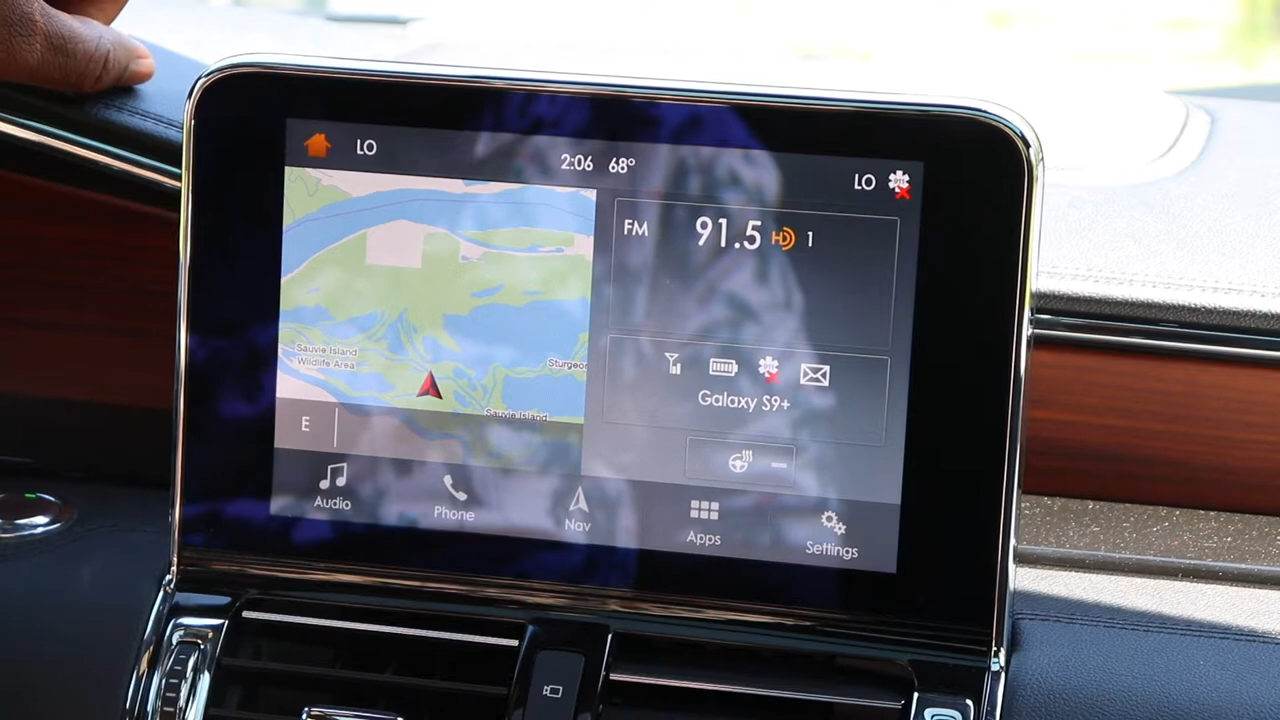 LO
2:06 68°
LO
FM 91.5 HD 1
Sauvie Island
Wildlife Area
Sturgeon
Sauvie Island
Galaxy S9+
E
Audio
Phone
Nav
Apps
Settings